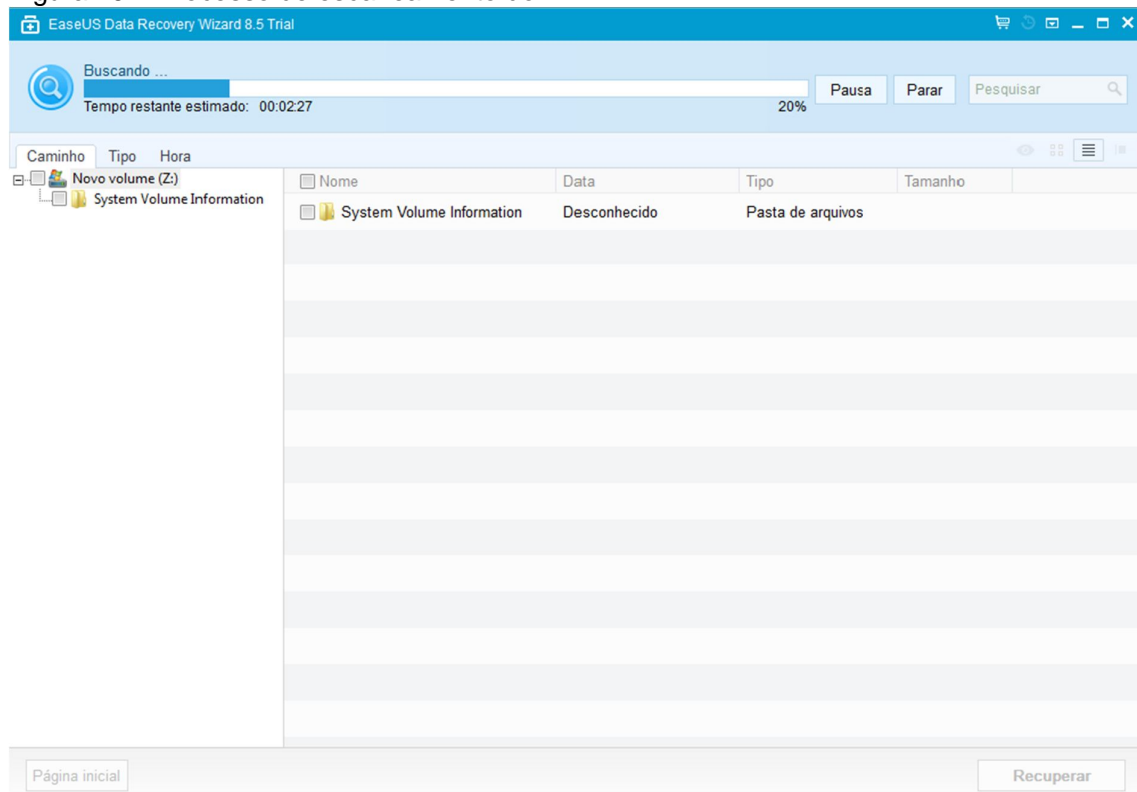 EaseUS Data Recovery Wizard 8.5 Trial
Buscando ...
Tempo restante estimado: 00:02:27
20%
Pausa
Parar
Pesquisar
Caminho Tipo Hora
Novo volume (Z:)
System Volume Information
Nome Data Tipo Tamanho
System Volume Information Desconhecido Pasta de arquivos
Página inicial
Recuperar